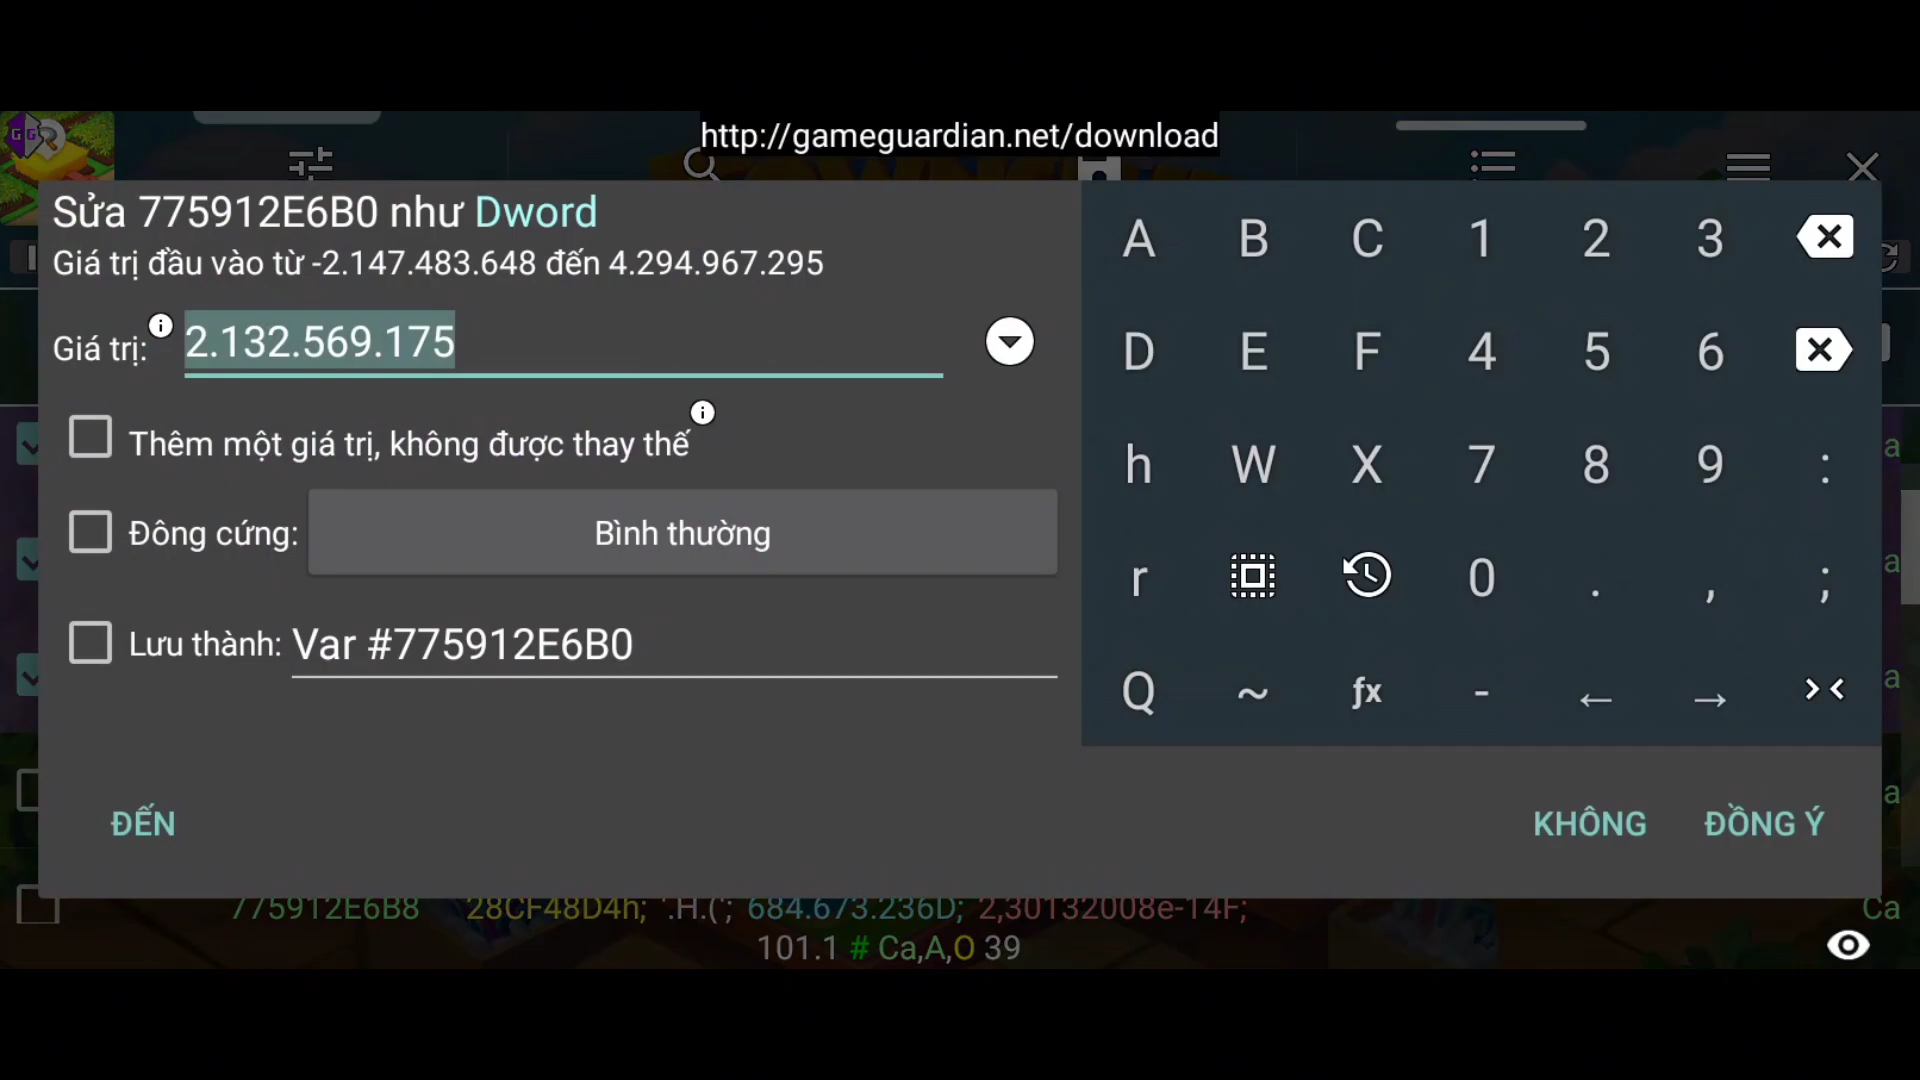 http://gameguardian.net/download
GG
Sửa 775912E6B0 như Dword
Giá trị đầu vào từ -2.147.483.648 đến 4.294.967.295
Giá trị: 2.132.569.175
Thêm một giá trị, không được thay thế
Đông cứng: Bình thường
Lưu thành: Var #775912E6B0
A B C 1 2 3
D E F 4 5 6
h W X 7 8 9 :
r 0 . , ;
Q ~ ƒx - ← → ><
ĐẾN KHÔNG ĐỒNG Ý
a
a
a
a
775912E6B8 28CF48D4h; '.H.('; 684.673.236D; 2,30132008e-14F; Ca
101.1 # Ca,A,O 39